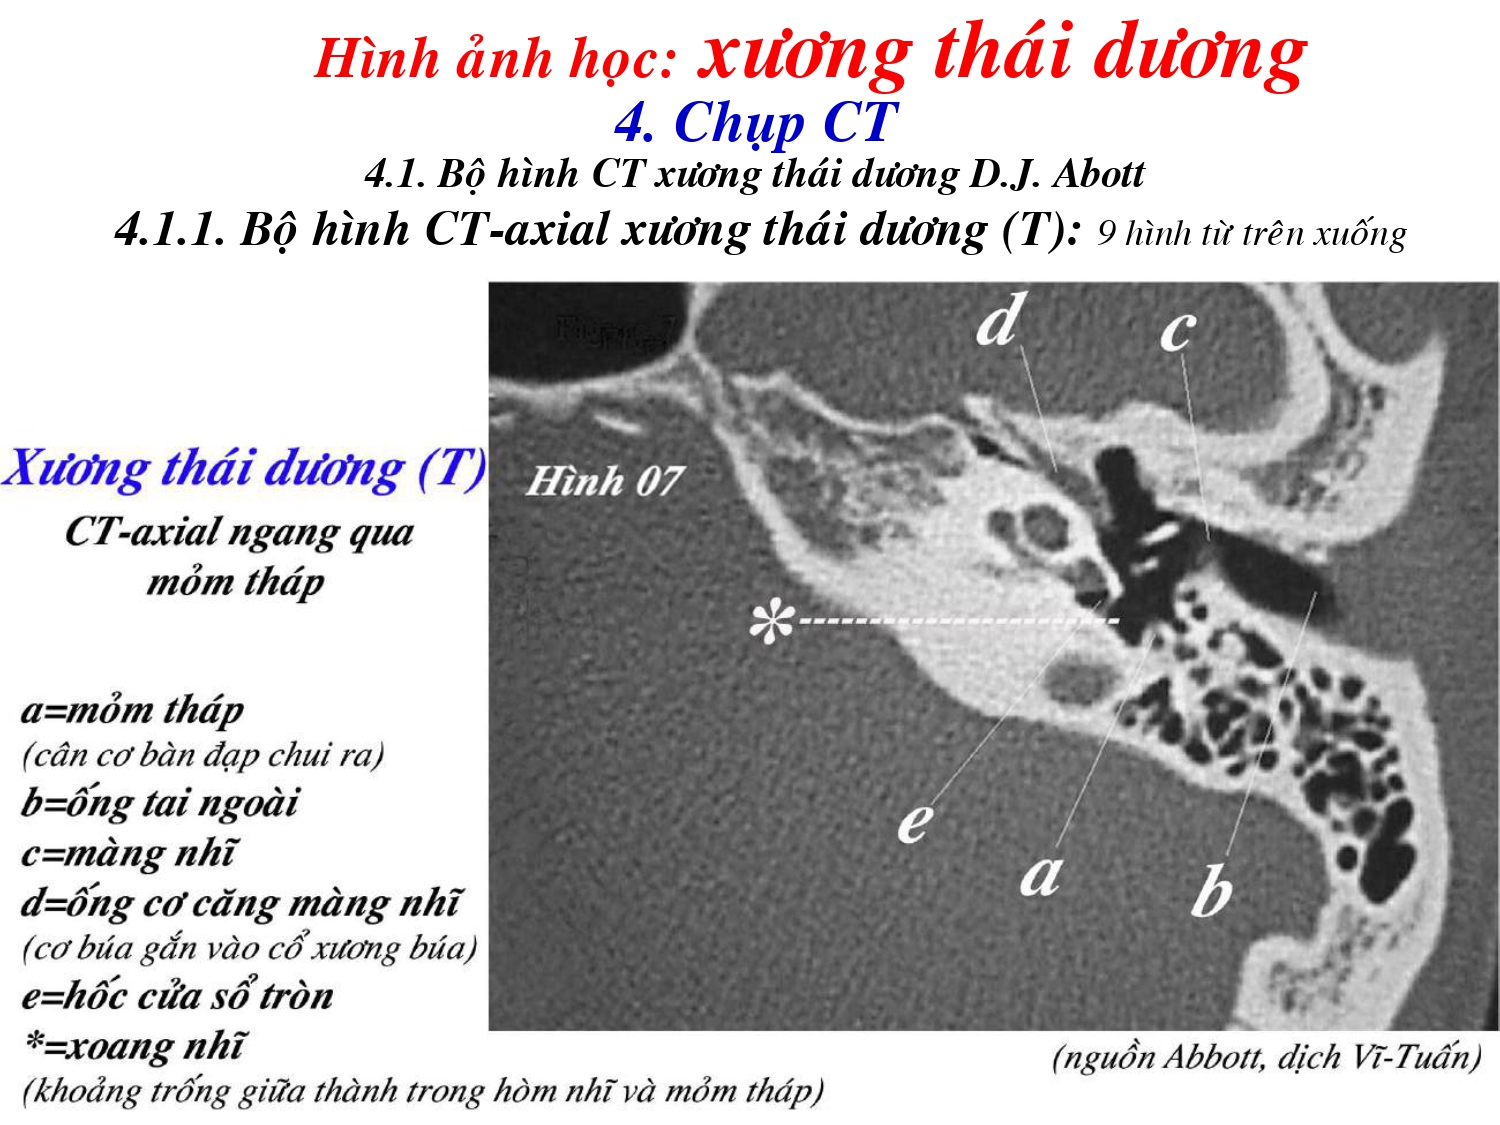 Hình ảnh học: xương thái dương
4. Chụp CT
4.1. Bộ hình CT xương thái dương D.J. Abott
4.1.1. Bộ hình CT-axial xương thái dương (T): 9 hình từ trên xuống
Xương thái dương (T)
CT-axial ngang qua
mỏm tháp
a=mỏm tháp
(cân cơ bàn đạp chui ra)
b=ống tai ngoài
c=màng nhĩ
d=ống cơ căng màng nhĩ
(cơ búa gắn vào cổ xương búa)
e=hốc cửa sổ tròn
*=xoang nhĩ
(khoảng trống giữa thành trong hòm nhĩ và mỏm tháp)
d
c
Hình 07
*
e
a
b
(nguồn Abbott, dịch Vĩ-Tuấn)